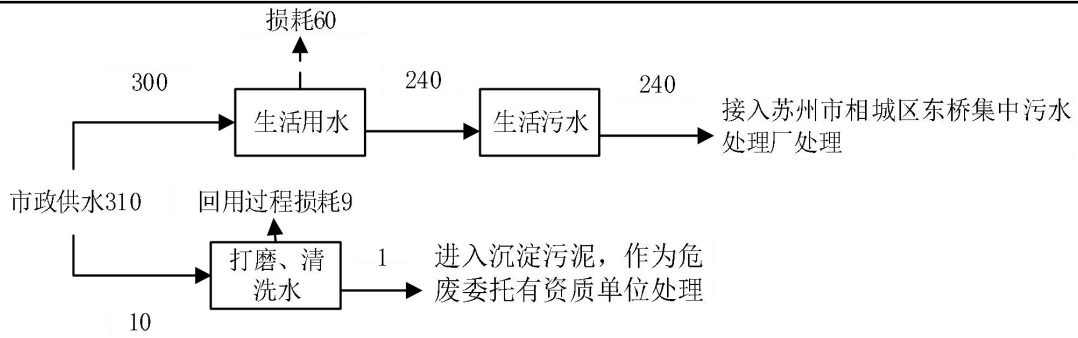 损耗60
300
240
240
生活用水
生活污水
接入苏州市相城区东桥集中污水
处理厂处理
市政供水310
回用过程损耗9
打磨、清
洗水
1
进入沉淀污泥，作为危
废委托有资质单位处理
10